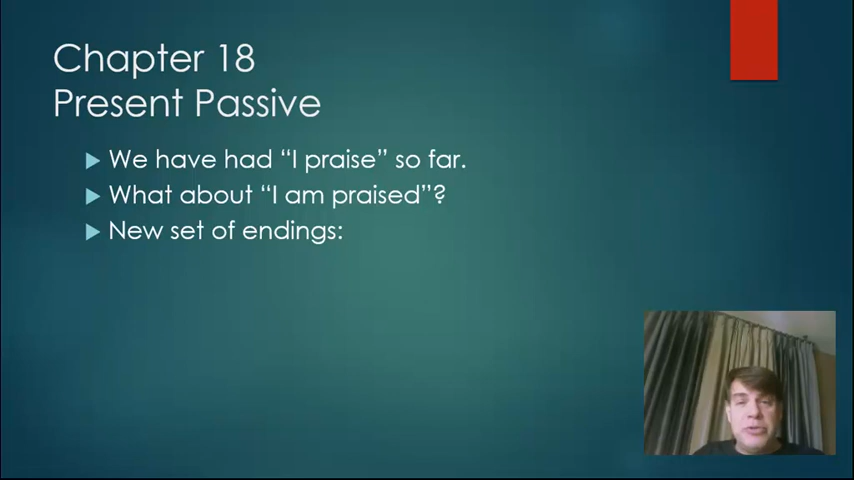 Chapter 18
Present Passive
We have had “I praise” so far.
What about “I am praised”?
New set of endings: